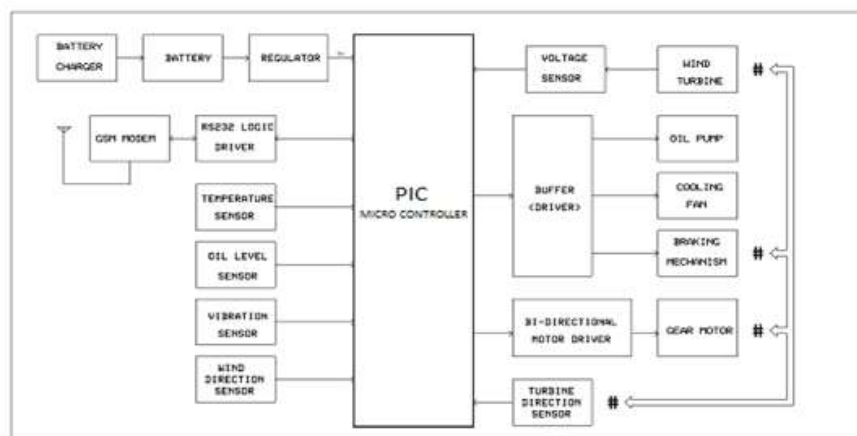 BATTERY
CHARGER
BATTERY
REGULATOR
VOLTAGE
SENSOR
WIND
TURBINE
#
GSM MODEM
RS232 LOGIC
DRIVER
OIL PUMP
TEMPERATURE
SENSOR
PIC
MICRO CONTROLLER
BUFFER
<DRIVER>
COOLING
FAN
OIL LEVEL
SENSOR
BRAKING
MECHANISM
#
VIBRATION
SENSOR
BI-DIRECTIONAL
MOTOR DRIVER
GEAR MOTOR
#
WIND
DIRECTION
SENSOR
TURBINE
DIRECTION
SENSOR
#